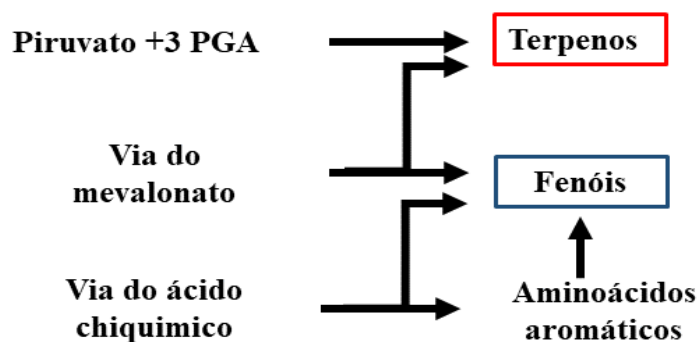 Piruvato +3 PGA
Terpenos
Via do
mevalonato
Fenóis
Via do ácido
chiquimico
Aminoácidos
aromáticos